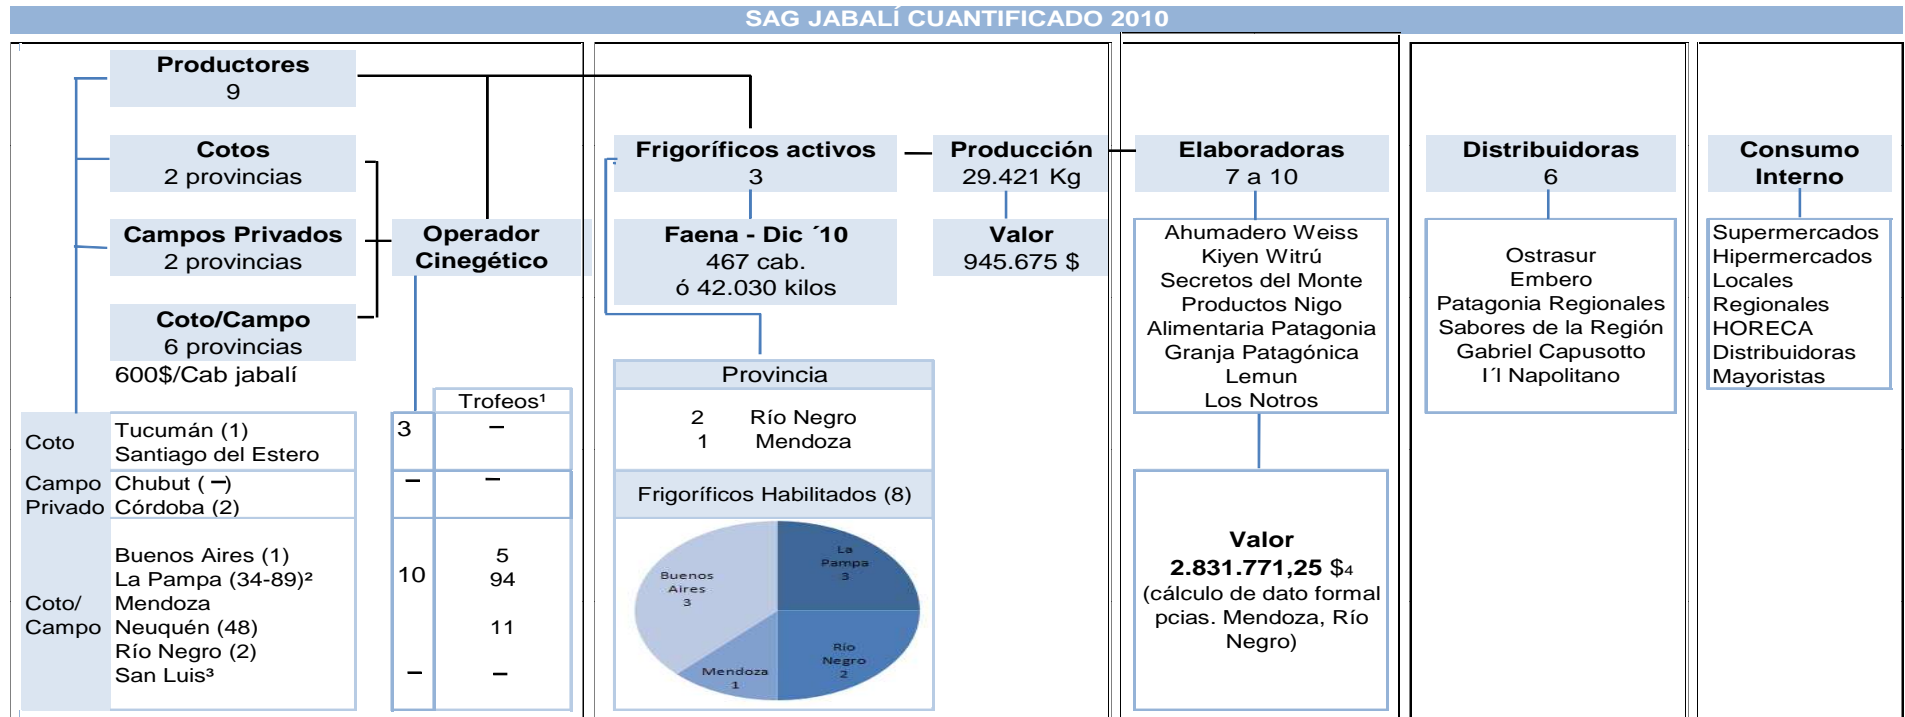 SAG JABALÍ CUANTIFICADO 2010
Productores
9
Cotos
2 provincias
Campos Privados
2 provincias
Coto/Campo
6 provincias
600$/Cab jabalí
Operador
Cinegético
Trofeos¹
Coto
Tucumán (1)
Santiago del Estero
3
–
Campo
Privado
Chubut ( –)
Córdoba (2)
–
–
Coto/
Campo
Buenos Aires (1)
La Pampa (34-89)²
Mendoza
Neuquén (48)
Río Negro (2)
San Luis³
10
–
5
94
11
–
Frigoríficos activos
3
Faena - Dic ´10
467 cab.
ó 42.030 kilos
Provincia
2 Río Negro
1 Mendoza
Frigoríficos Habilitados (8)
La
Pampa
3
Río
Negro
2
Mendoza
1
Buenos
Aires
3
Producción
29.421 Kg
Valor
945.675 $
Elaboradoras
7 a 10
Ahumadero Weiss
Kiyen Witrú
Secretos del Monte
Productos Nigo
Alimentaria Patagonia
Granja Patagónica
Lemun
Los Notros
Valor
2.831.771,25 $4
(cálculo de dato formal
pcias. Mendoza, Río
Negro)
Distribuidoras
6
Ostrasur
Embero
Patagonia Regionales
Sabores de la Región
Gabriel Capusotto
I´l Napolitano
Consumo
Interno
Supermercados
Hipermercados
Locales
Regionales
HORECA
Distribuidoras
Mayoristas